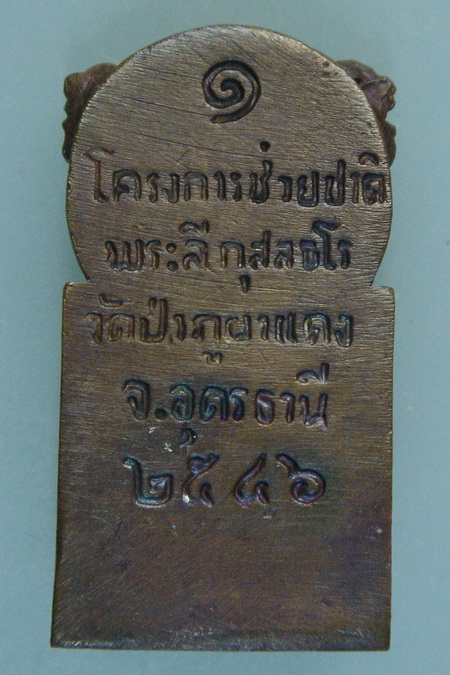 ๑
โครงการช่วยชาติ
พระลี กุสลธโร
วัดป่าภูผาแดง
จ.อุดรธานี
๒๕๔๖